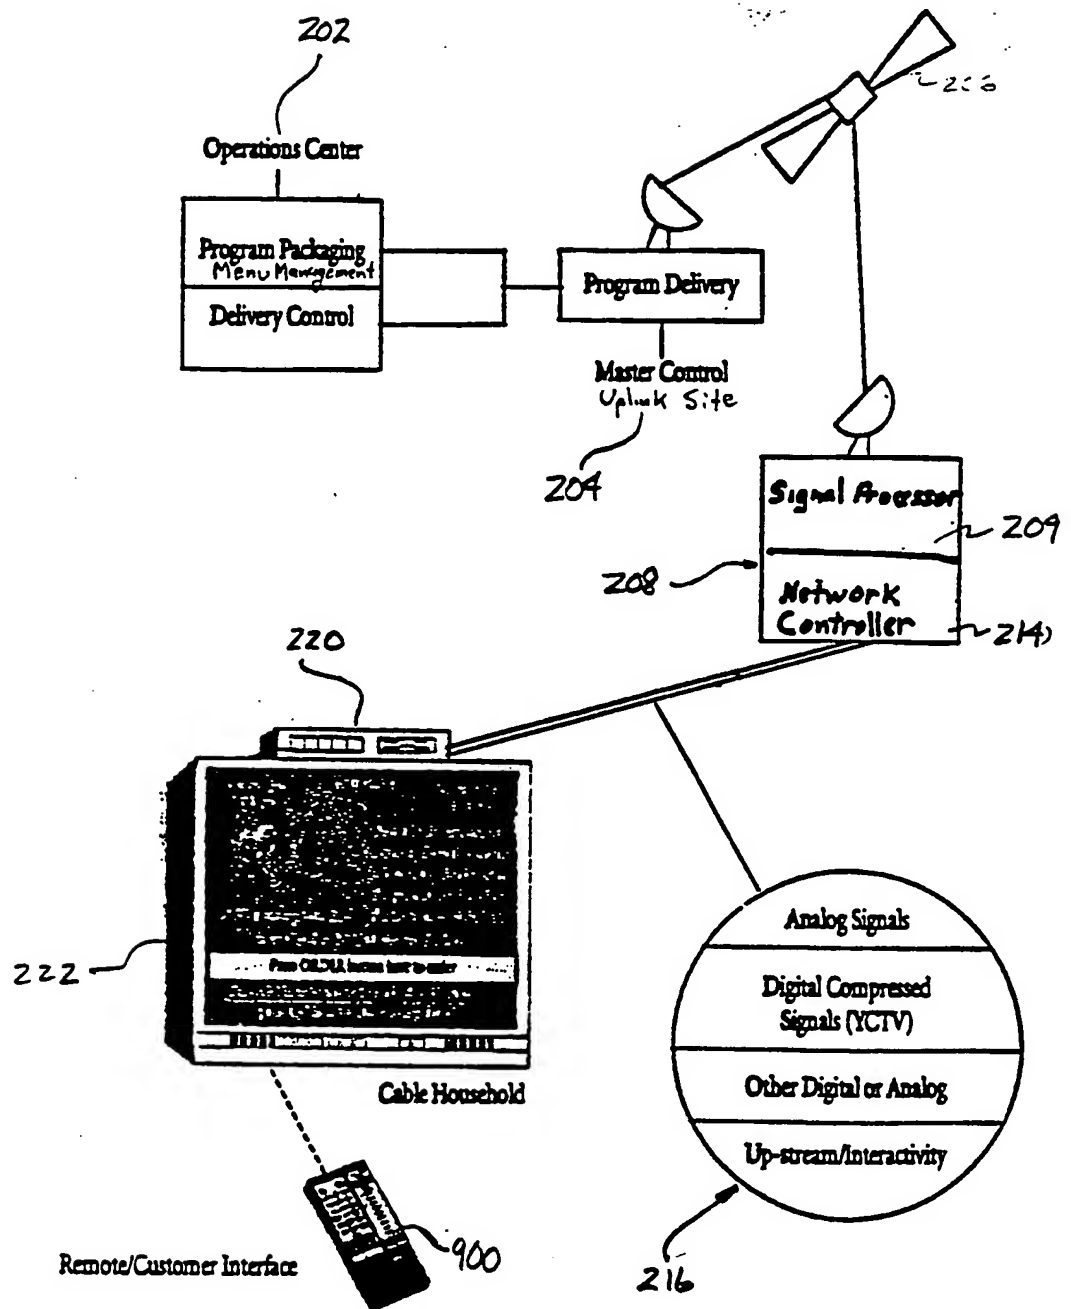 202
Operations Center
Program Packaging
Menu Management
Delivery Control
Program Delivery
Master Control
Uplink Site
204
206
Signal Processor
209
208
Network
Controller
214
220
222
Cable Household
Remote/Customer Interface
900
Analog Signals
Digital Compressed
Signals (YCTV)
Other Digital or Analog
Up-stream/Interactivity
216